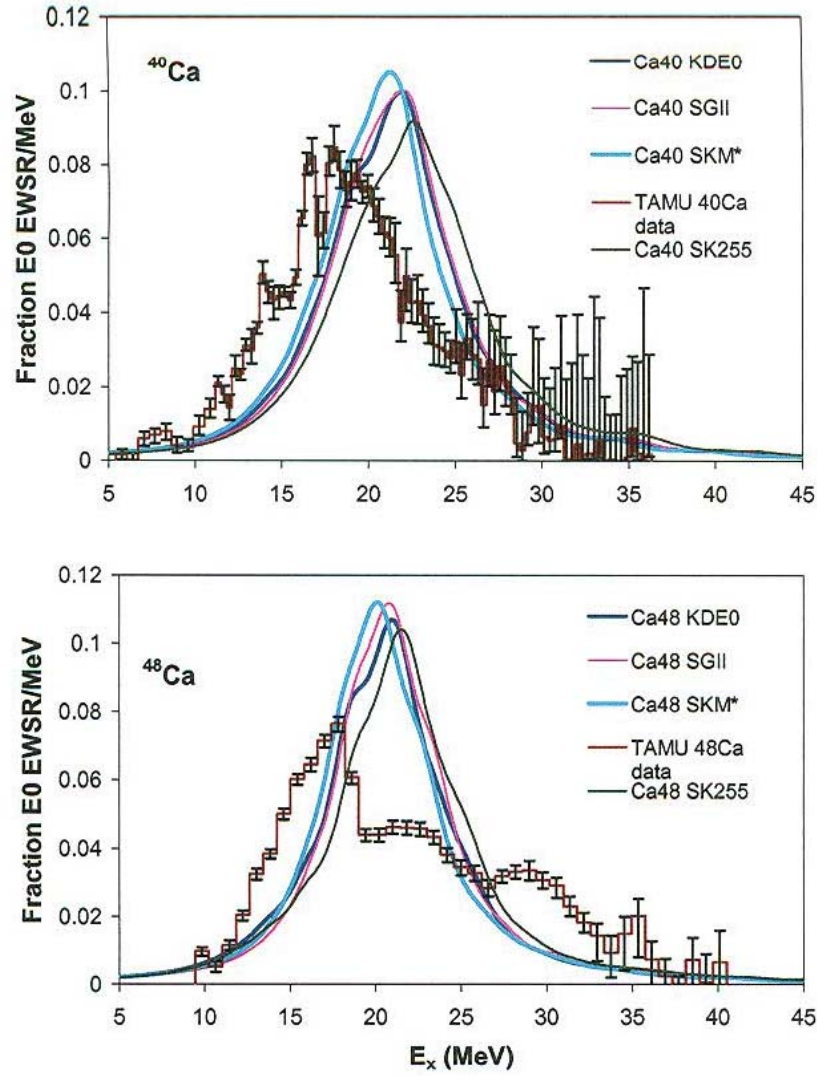 0.12
0.1
0.08
0.06
0.04
0.02
0
Fraction E0 EWSR/MeV
⁴⁰Ca
Ca40 KDE0
Ca40 SGII
Ca40 SKM*
TAMU 40Ca
data
Ca40 SK255
5 10 15 20 25 30 35 40 45
0.12
0.1
0.08
0.06
0.04
0.02
0
Fraction E0 EWSR/MeV
⁴⁸Ca
Ca48 KDE0
Ca48 SGII
Ca48 SKM*
TAMU 48Ca
data
Ca48 SK255
5 10 15 20 25 30 35 40 45
Eₓ (MeV)